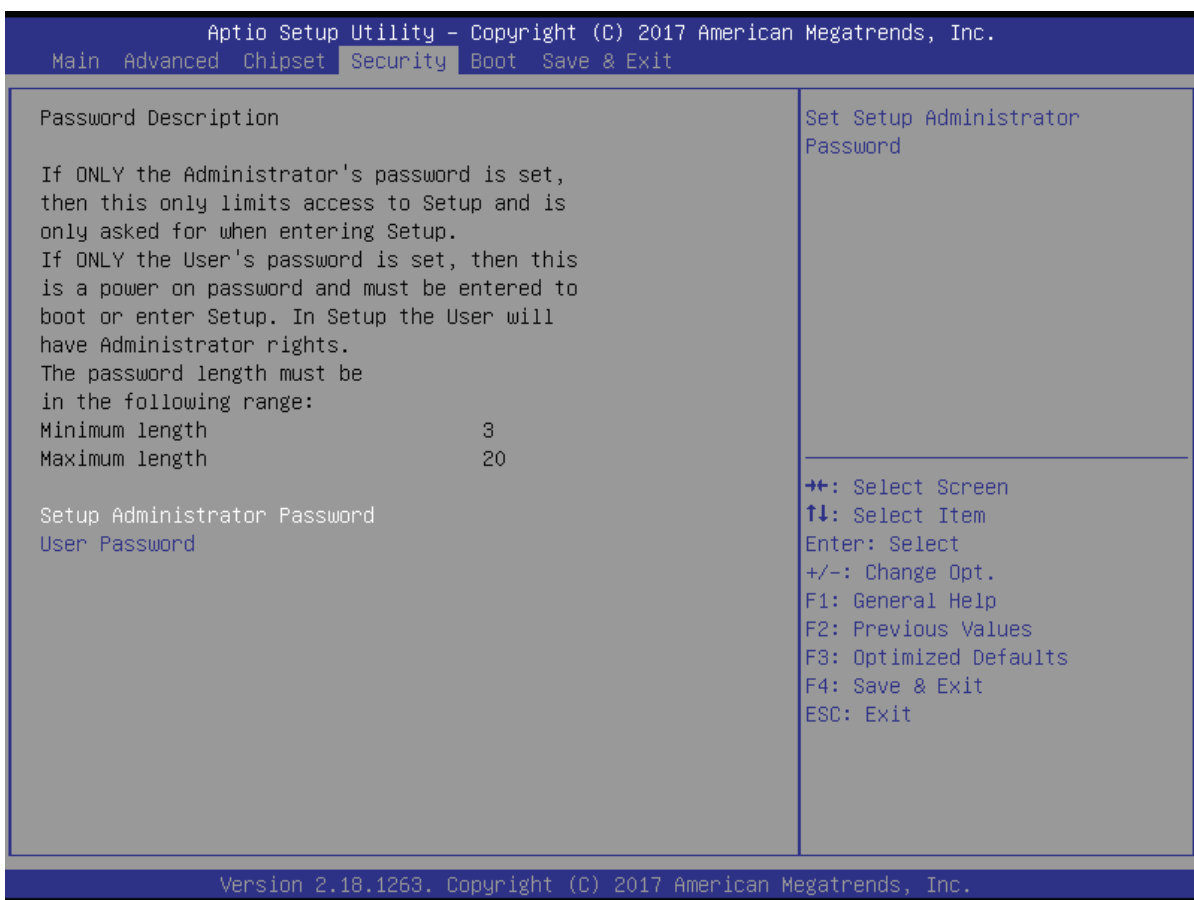 Aptio Setup Utility – Copyright (C) 2017 American Megatrends, Inc.
Main Advanced Chipset Security Boot Save & Exit
Password Description
If ONLY the Administrator's password is set,
then this only limits access to Setup and is
only asked for when entering Setup.
If ONLY the User's password is set, then this
is a power on password and must be entered to
boot or enter Setup. In Setup the User will
have Administrator rights.
The password length must be
in the following range:
Minimum length 3
Maximum length 20
Setup Administrator Password
User Password
Set Setup Administrator
Password
→←: Select Screen
↑↓: Select Item
Enter: Select
+/-: Change Opt.
F1: General Help
F2: Previous Values
F3: Optimized Defaults
F4: Save & Exit
ESC: Exit
Version 2.18.1263. Copyright (C) 2017 American Megatrends, Inc.